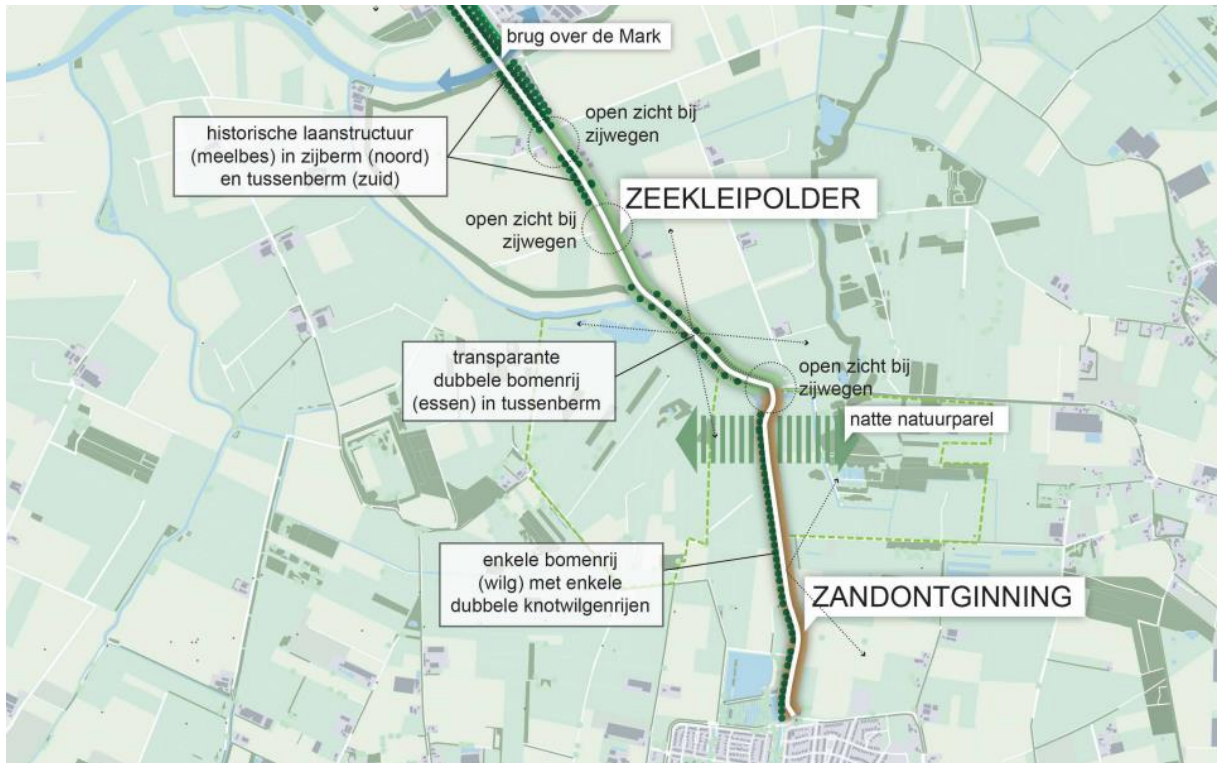 brug over de Mark
open zicht bij
zijwegen
historische laanstructuur
(meelbes) in zijberm (noord)
en tussenberm (zuid)
ZEEKLEIPOLDER
open zicht bij
zijwegen
transparante
dubbele bomenrij
(essen) in tussenberm
open zicht bij
zijwegen
natte natuurparel
enkele bomenrij
(wilg) met enkele
dubbele knotwilgenrijen
ZANDONTGINNING